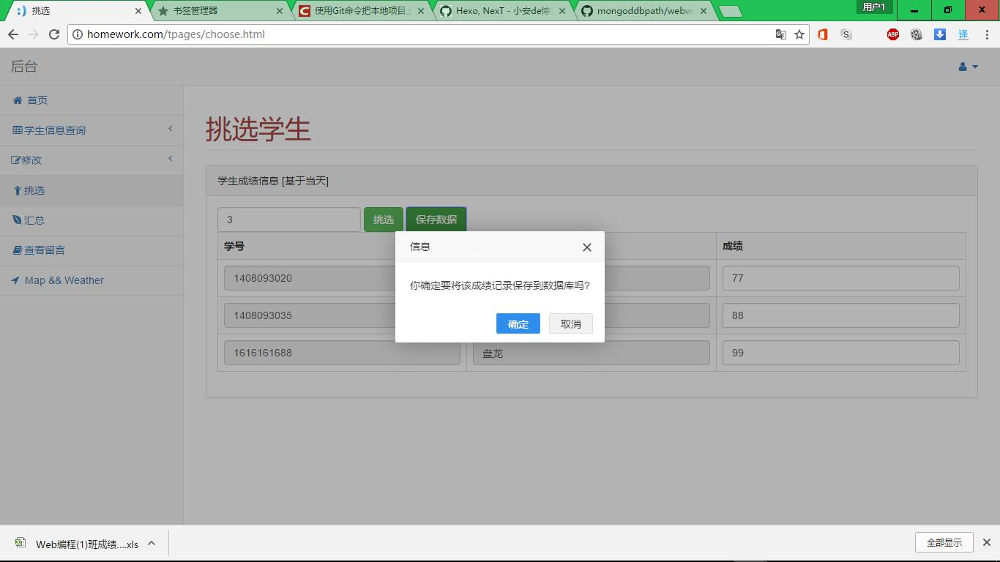 挑选
书签管理器
使用Git命令把本地项目
Hexo, NexT - 小安de博
mongoddbpath/webw
用户1
homework.com/tpages/choose.html
S
ABP
译
后台
首页
学生信息查询
修改
挑选
汇总
查看留言
Map && Weather
挑选学生
学生成绩信息 [基于当天]
3
挑选
保存数据
学号
成绩
1408093020
77
1408093035
88
1616161688
盘龙
99
信息
你确定要将该成绩记录保存到数据库吗?
确定
取消
Web编程(1)班成绩....xls
全部显示